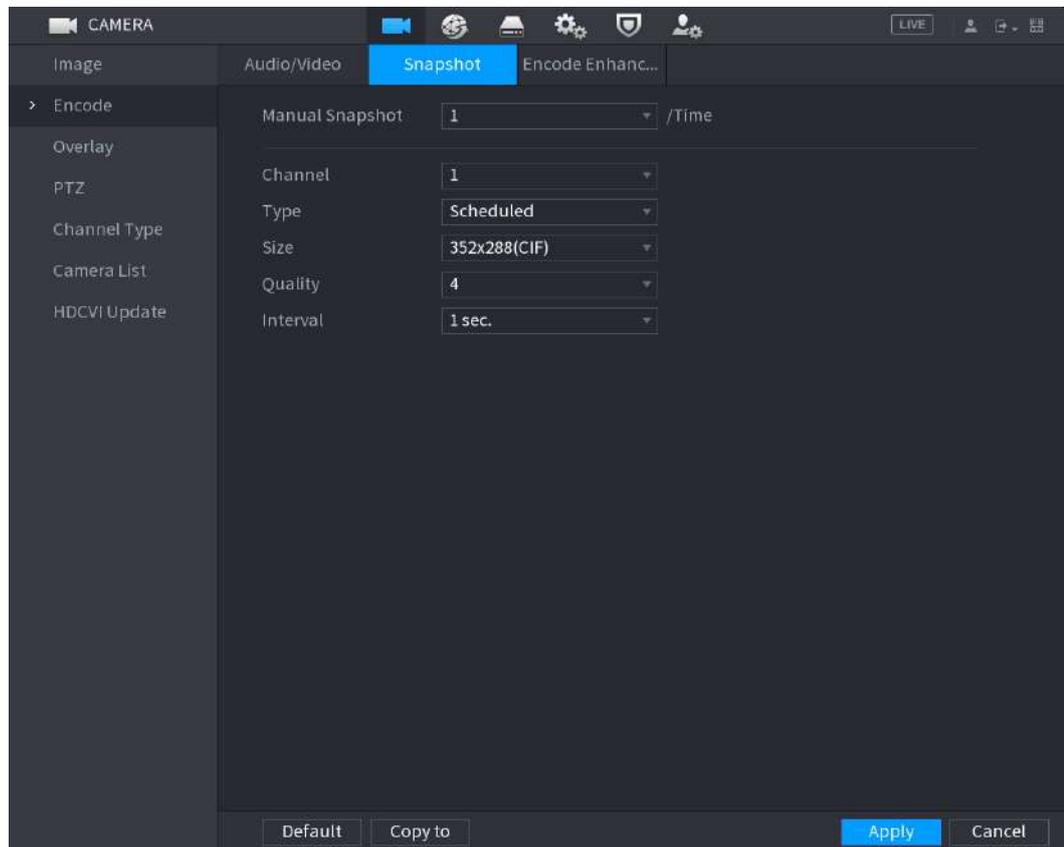 CAMERA LIVE
Image Audio/Video Snapshot Encode Enhanc...
Encode Manual Snapshot 1 /Time
Overlay
PTZ Channel 1
Channel Type Type Scheduled
Camera List Size 352x288(CIF)
HDCVI Update Quality 4
Interval 1 sec.
Default Copy to Apply Cancel